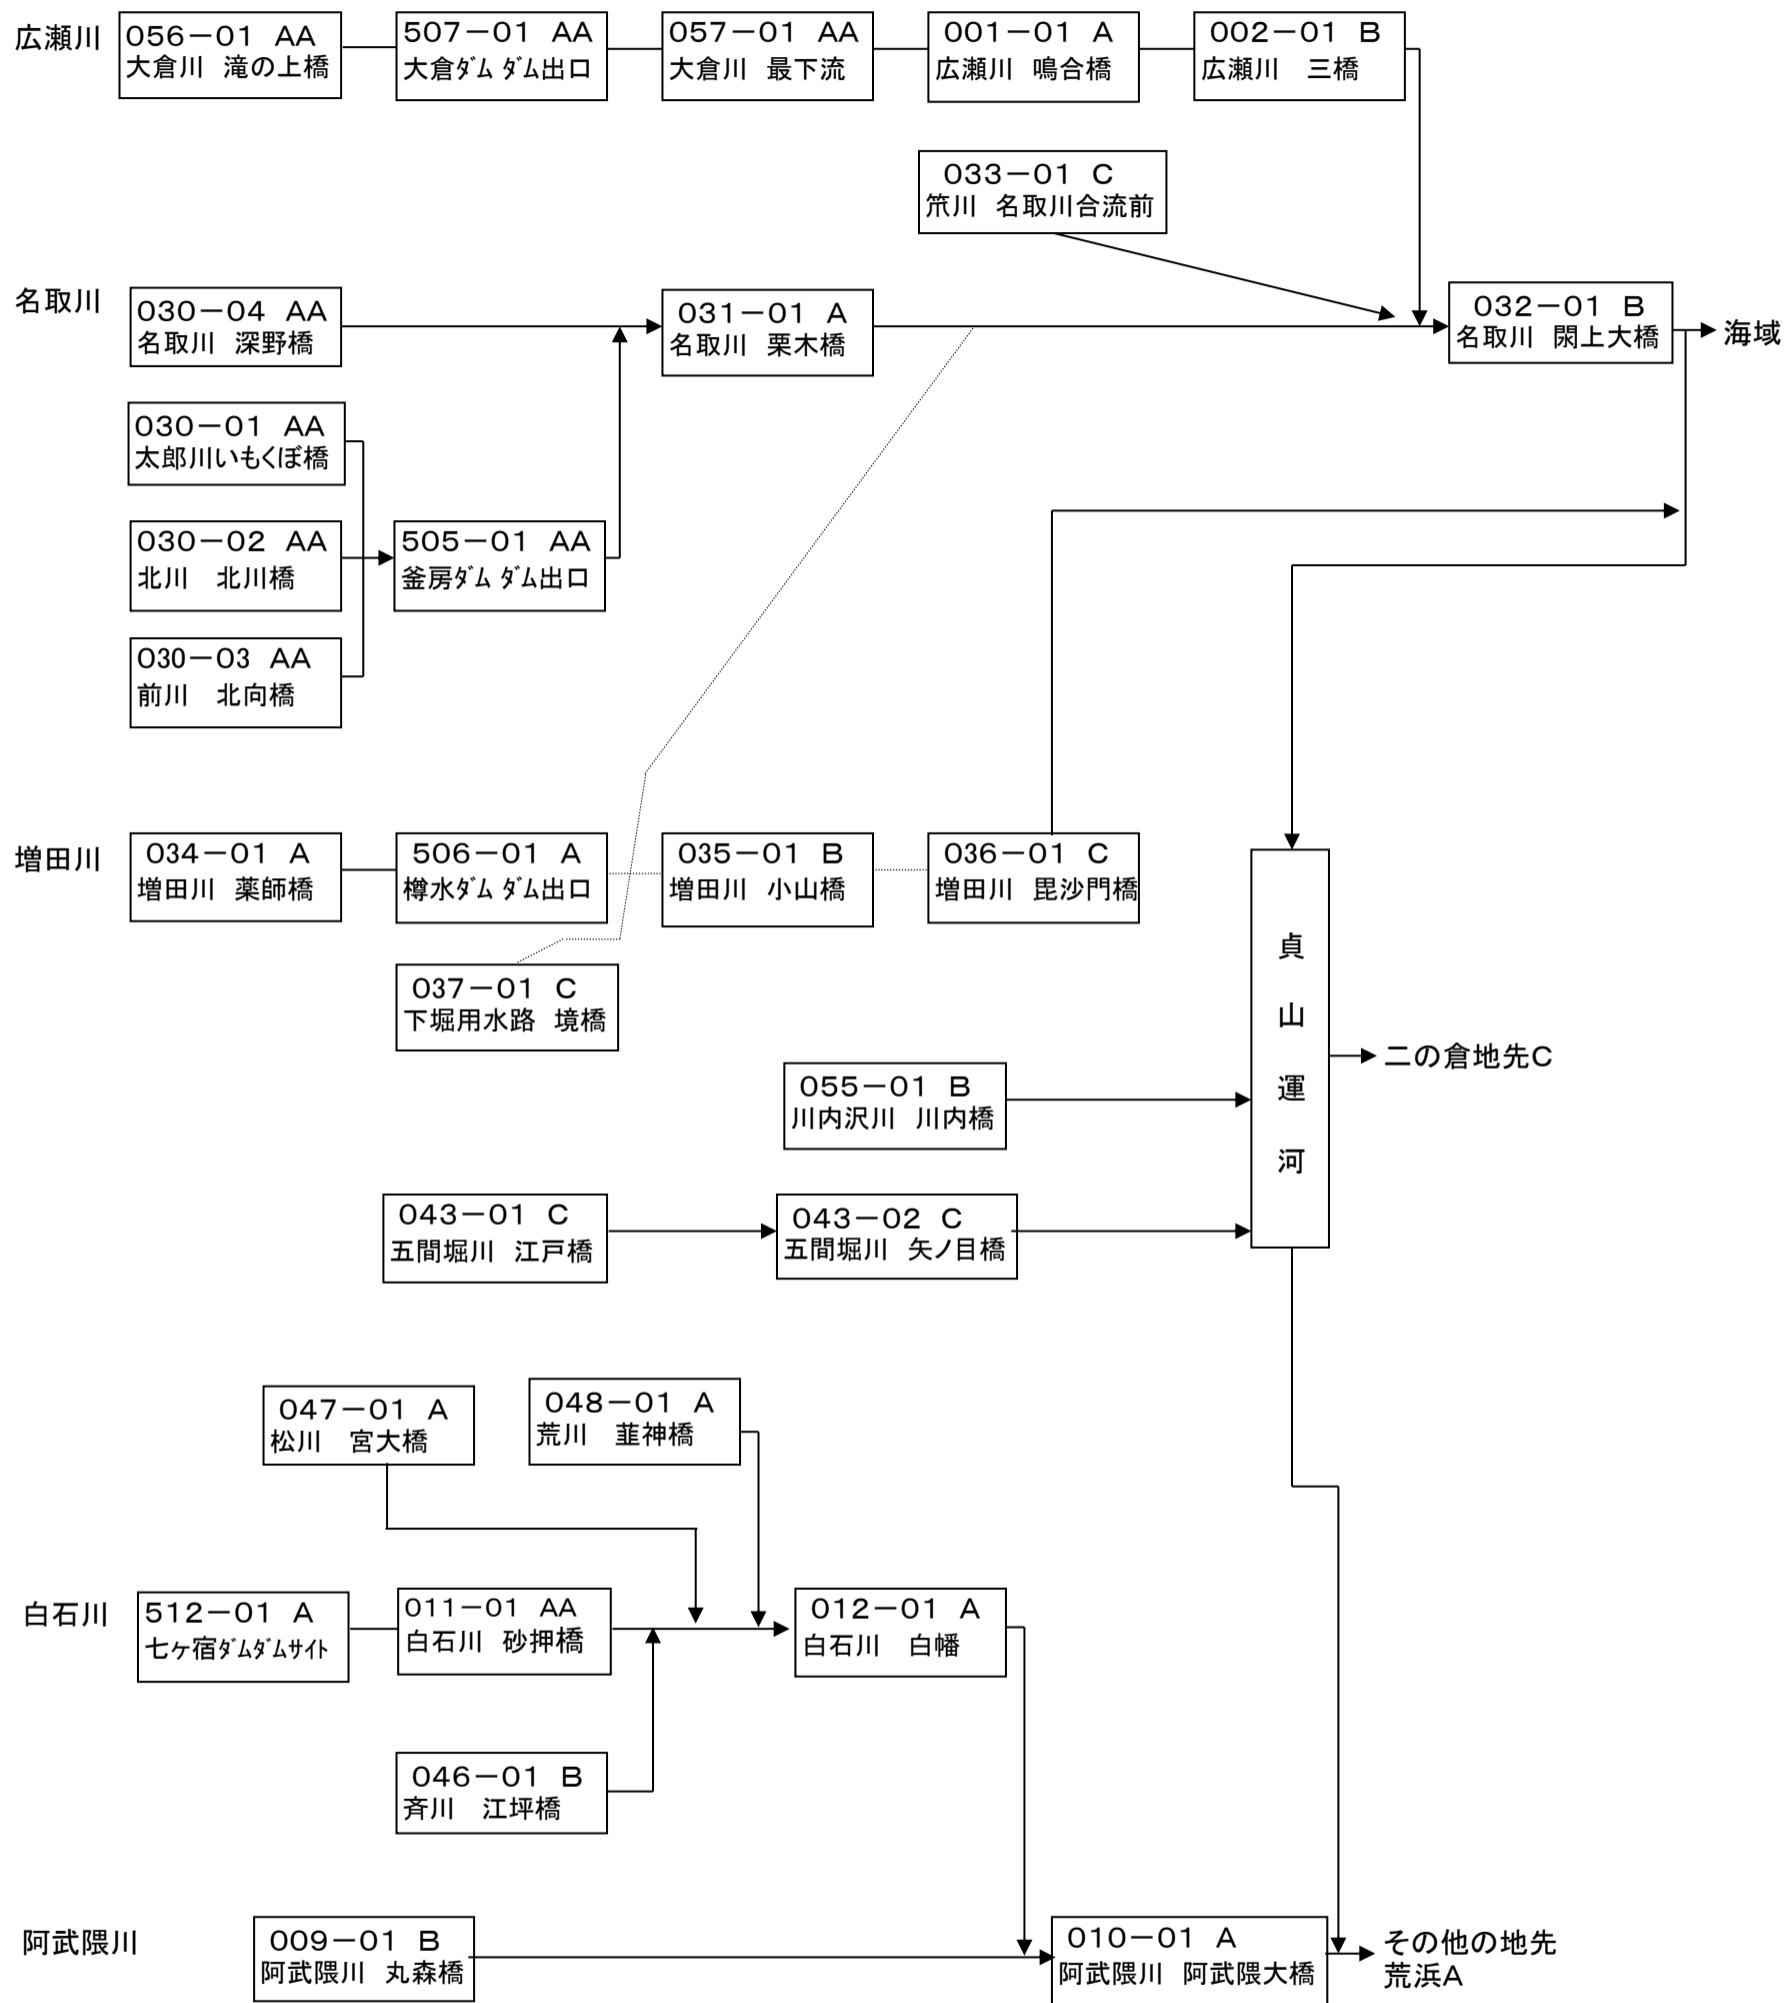 広瀬川
056－01 AA
大倉川 滝の上橋
507－01 AA
大倉ﾀﾞﾑ ﾀﾞﾑ出口
057－01 AA
大倉川 最下流
001－01 A
広瀬川 鳴合橋
002－01 B
広瀬川 三橋
033－01 C
笊川 名取川合流前
名取川
030－04 AA
名取川 深野橋
031－01 A
名取川 栗木橋
032－01 B
名取川 閖上大橋
海域
030－01 AA
太郎川いもくぼ橋
030－02 AA
北川 北川橋
505－01 AA
釜房ﾀﾞﾑ ﾀﾞﾑ出口
030－03 AA
前川 北向橋
増田川
034－01 A
増田川 薬師橋
506－01 A
樽水ﾀﾞﾑ ﾀﾞﾑ出口
035－01 B
増田川 小山橋
036－01 C
増田川 毘沙門橋
037－01 C
下堀用水路 境橋
貞山運河
二の倉地先C
055－01 B
川内沢川 川内橋
043－01 C
五間堀川 江戸橋
043－02 C
五間堀川 矢ノ目橋
047－01 A
松川 宮大橋
048－01 A
荒川 韮神橋
白石川
512－01 A
七ヶ宿ﾀﾞﾑﾀﾞﾑｻｲﾄ
011－01 AA
白石川 砂押橋
012－01 A
白石川 白幡
046－01 B
斉川 江坪橋
阿武隈川
009－01 B
阿武隈川 丸森橋
010－01 A
阿武隈川 阿武隈大橋
その他の地先
荒浜A